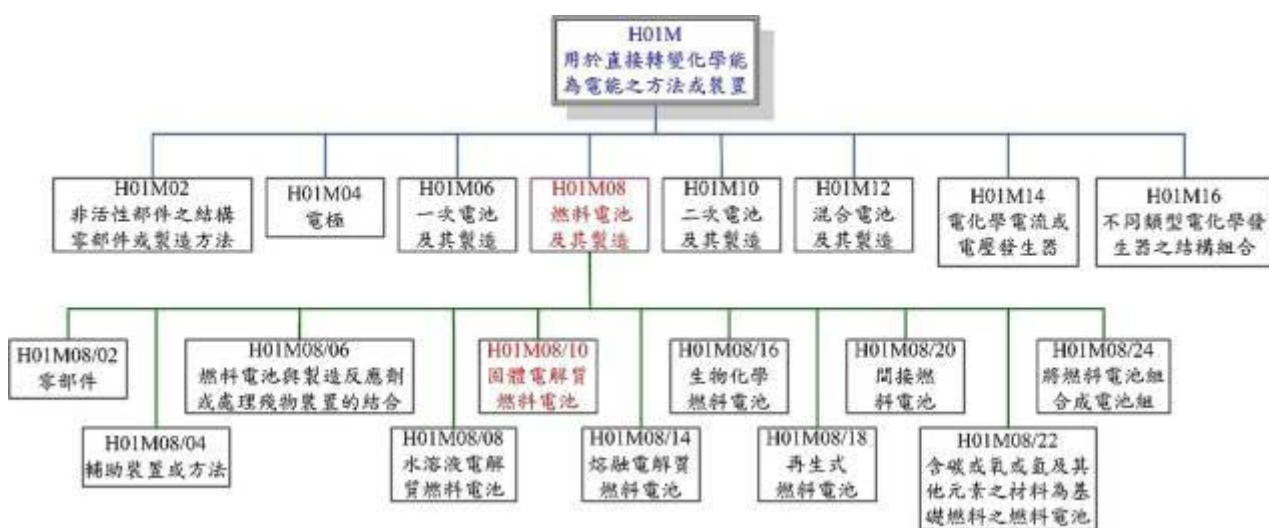 H01M
用於直接轉變化學能
為電能之方法或裝置
H01M02
非活性部件之結構
零部件或製造方法
H01M04
電極
H01M06
一次電池
及其製造
H01M08
燃料電池
及其製造
H01M10
二次電池
及其製造
H01M12
混合電池
及其製造
H01M14
電化學電流或
電壓發生器
H01M16
不同類型電化學發
生器之結構組合
H01M08/02
零部件
H01M08/04
輔助裝置或方法
H01M08/06
燃料電池與製造反應劑
或處理殘物裝置的結合
H01M08/08
水溶液電解
質燃料電池
H01M08/10
固體電解質
燃料電池
H01M08/14
熔融電解質
燃料電池
H01M08/16
生物化學
燃料電池
H01M08/18
再生式
燃料電池
H01M08/20
間接燃
料電池
H01M08/22
含碳或氧或氫及其
他元素之材料為基
礎燃料之燃料電池
H01M08/24
將燃料電池組
合成電池組